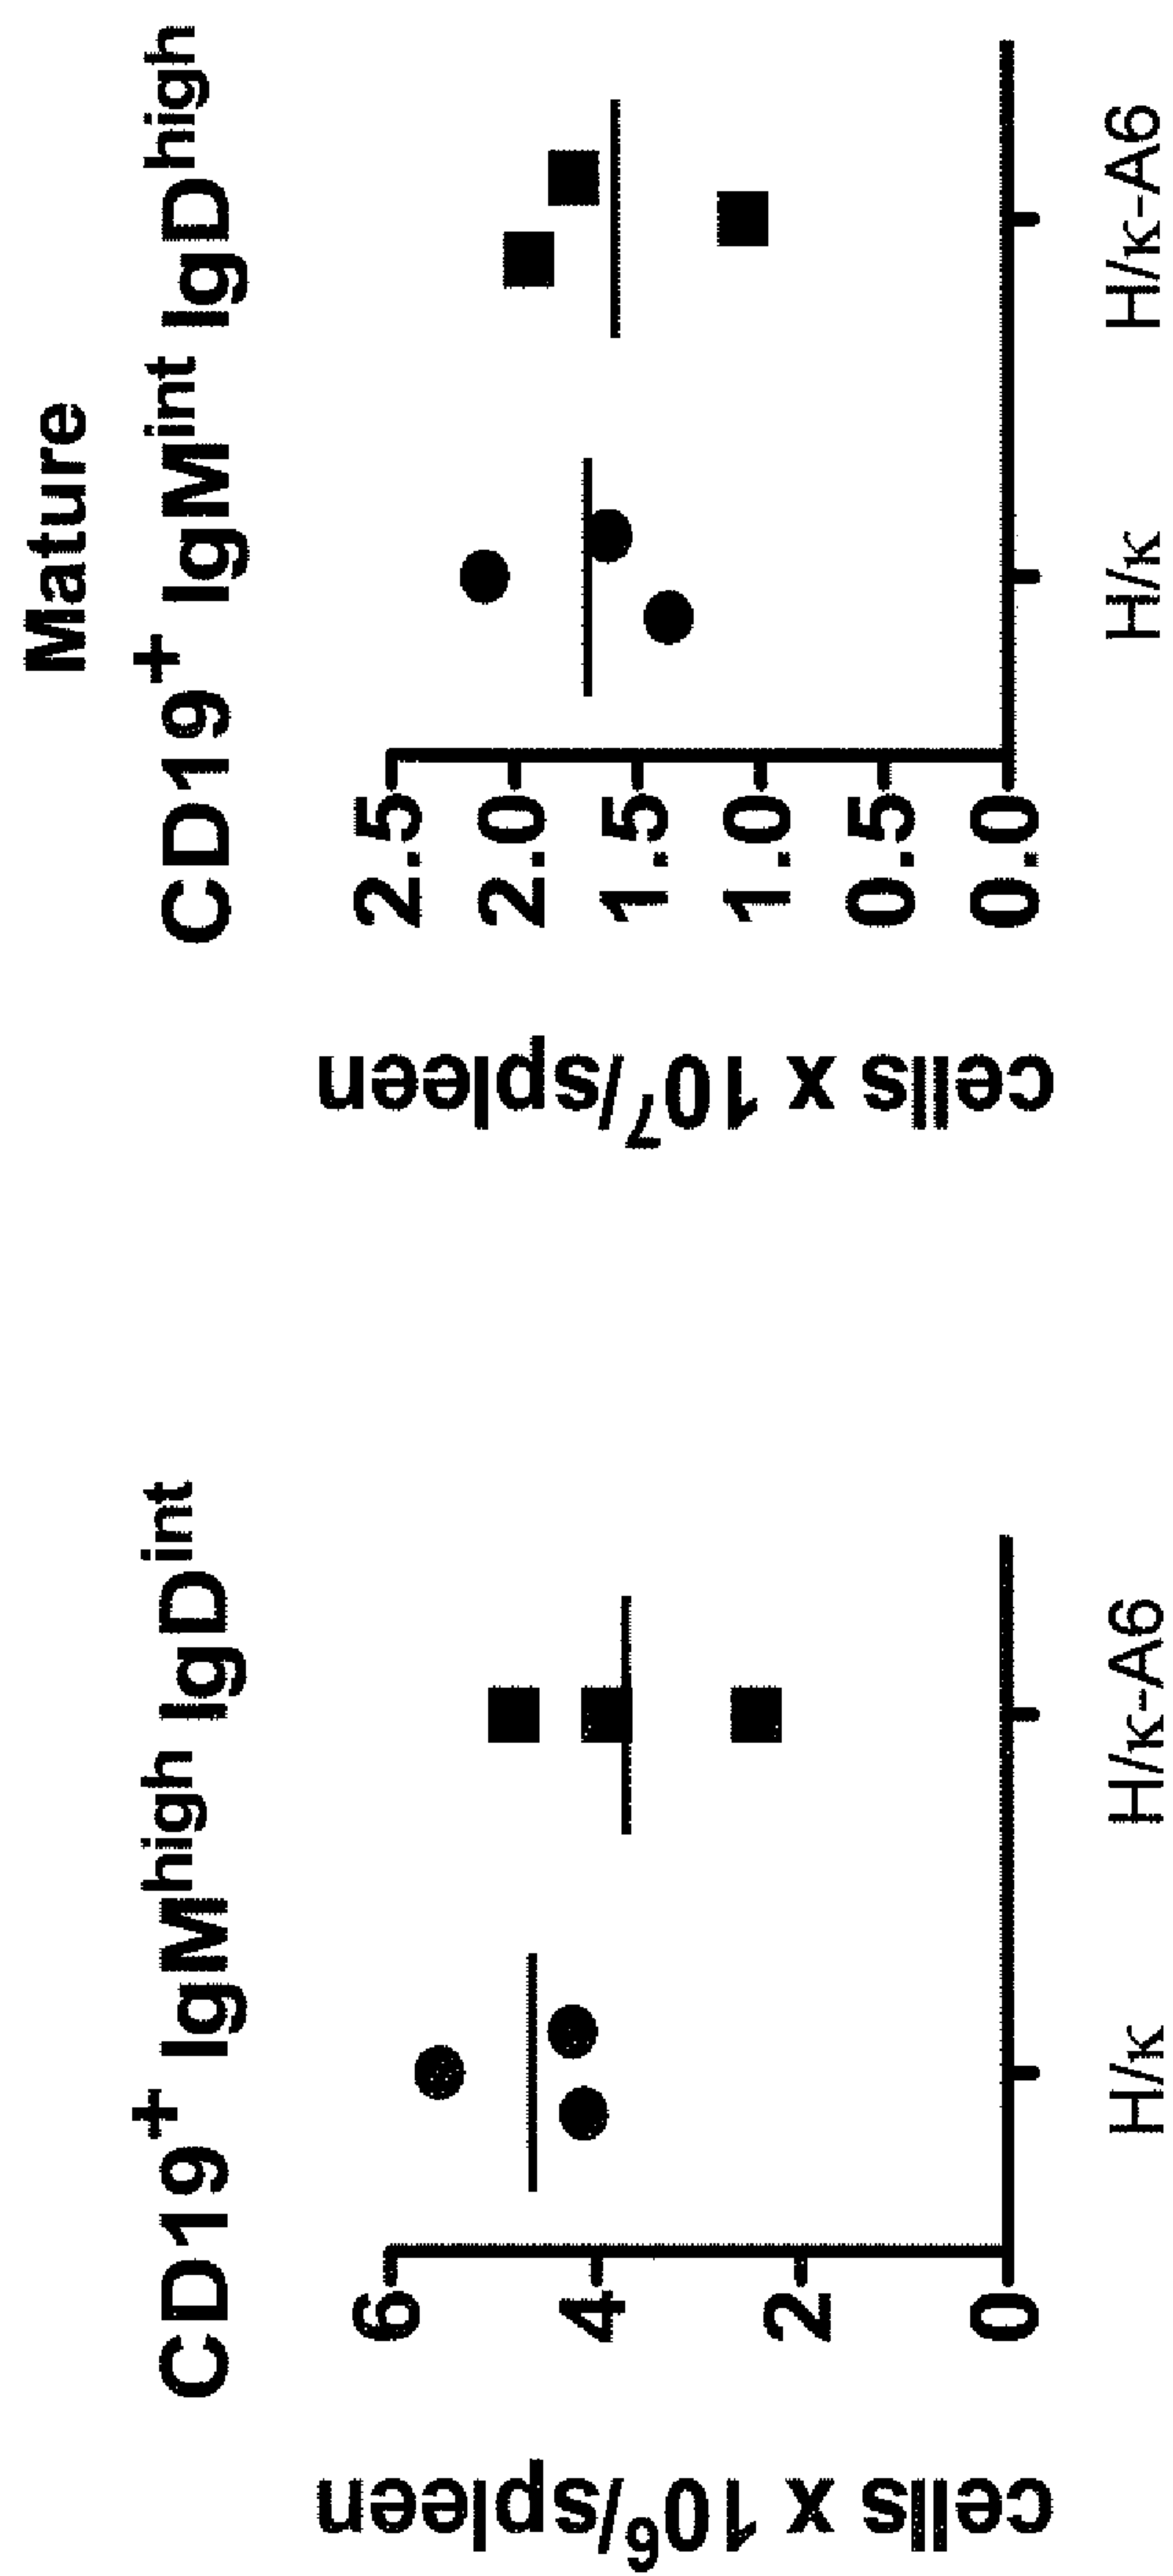 CD19⁺ IgMʰⁱᵍʰ IgDⁱⁿᵗ
cells x 10⁶/spleen
6
4
2
0
H/κ
H/κ-A6
Mature
CD19⁺ IgMⁱⁿᵗ IgDʰⁱᵍʰ
cells x 10⁷/spleen
2.5
2.0
1.5
1.0
0.5
0.0
H/κ
H/κ-A6